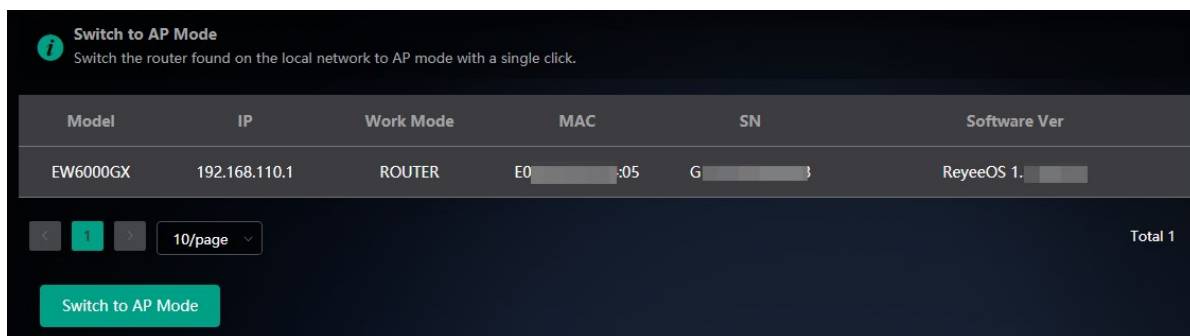 Switch to AP Mode
Switch the router found on the local network to AP mode with a single click.
Model IP Work Mode MAC SN Software Ver
EW6000GX 192.168.110.1 ROUTER E0 :05 G ReyeeOS 1.
1 10/page Total 1
Switch to AP Mode